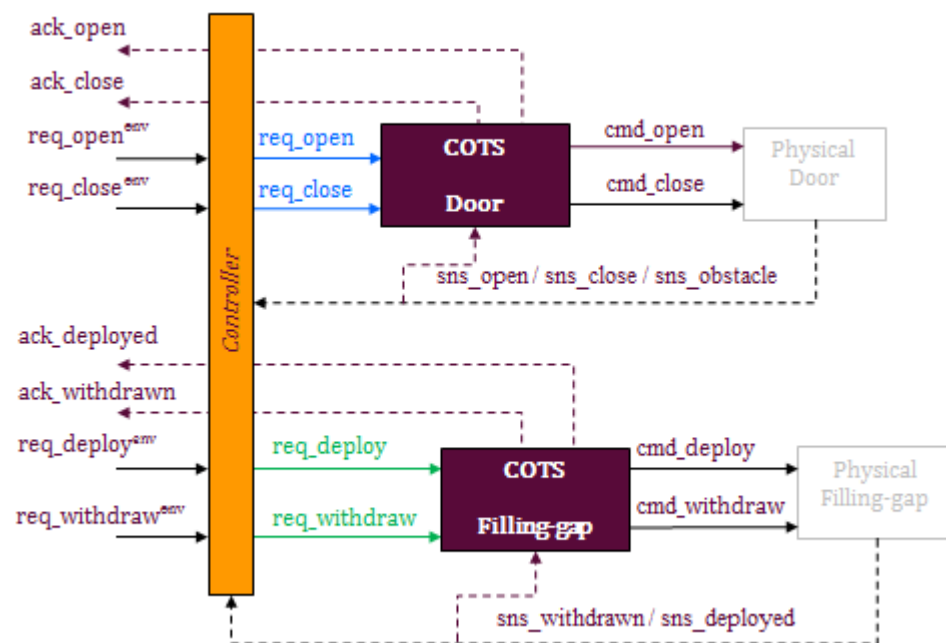 ack_open
ack_close
req_open^env
req_open
req_close^env
req_close
COTS
Door
cmd_open
cmd_close
Physical
Door
sns_open / sns_close / sns_obstacle
Controller
ack_deployed
ack_withdrawn
req_deploy^env
req_deploy
req_withdraw^env
req_withdraw
COTS
Filling-gap
cmd_deploy
cmd_withdraw
Physical
Filling-gap
sns_withdrawn / sns_deployed